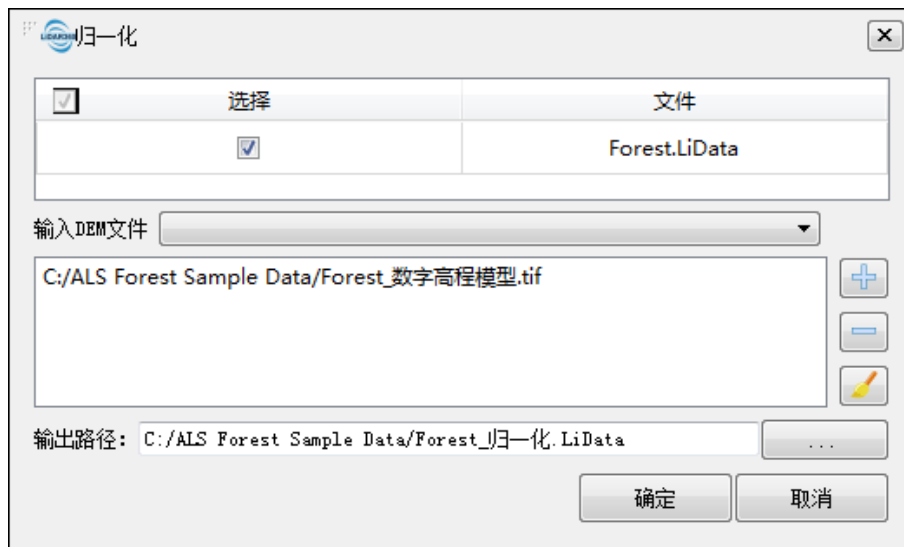 归一化
选择 文件
Forest.LiData
输入DEM文件
C:/ALS Forest Sample Data/Forest_数字高程模型.tif
输出路径: C:/ALS Forest Sample Data/Forest_归一化.LiData ...
确定 取消